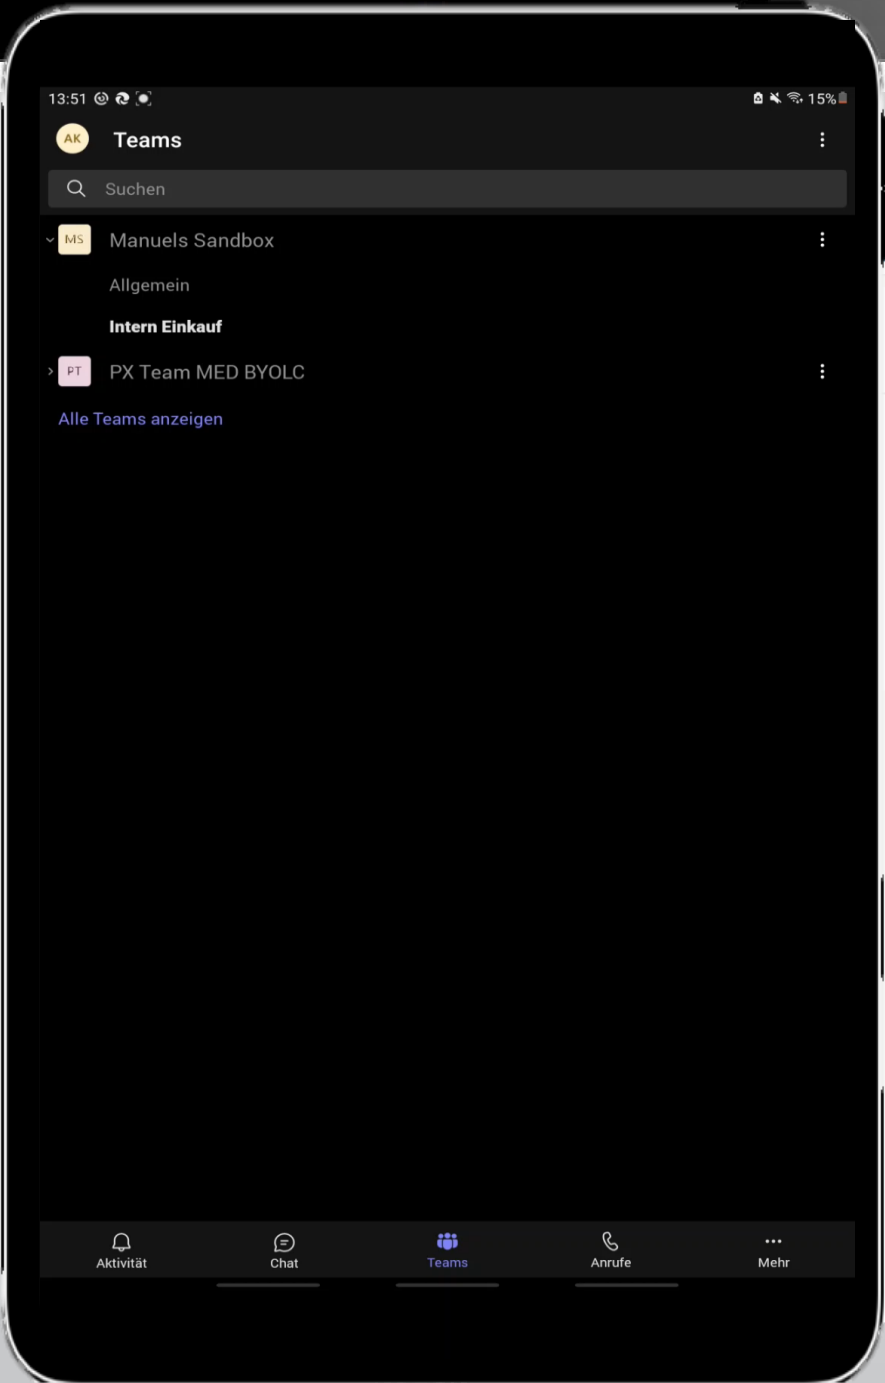 13:51 15%
AK Teams
Suchen
MS Manuels Sandbox
Allgemein
Intern Einkauf
PT PX Team MED BYOLC
Alle Teams anzeigen
Aktivität Chat Teams Anrufe Mehr